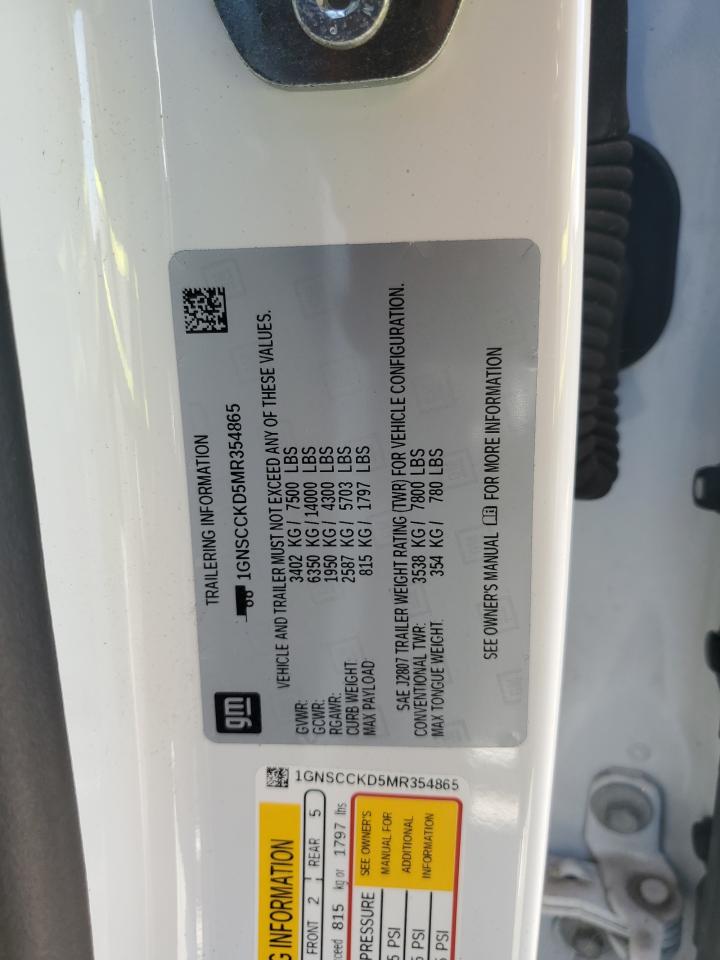 gm
TRAILERING INFORMATION
1GNSCCKD5MR354865
VEHICLE AND TRAILER MUST NOT EXCEED ANY OF THESE VALUES.
GVWR: 3402 KG / 7500 LBS
GCWR: 6350 KG / 14000 LBS
RGAWR: 1950 KG / 4300 LBS
CURB WEIGHT: 2587 KG / 5703 LBS
MAX PAYLOAD 815 KG / 1797 LBS
SAE J2807 TRAILER WEIGHT RATING (TWR) FOR VEHICLE CONFIGURATION.
CONVENTIONAL TWR: 3538 KG / 7800 LBS
MAX TONGUE WEIGHT: 354 KG / 780 LBS
SEE OWNER'S MANUAL FOR MORE INFORMATION
1GNSCCKD5MR354865
INFORMATION
FRONT 2 REAR 5
815 kg or 1797 lbs
PRESSURE
PSI
PSI
PSI
SEE OWNER'S
MANUAL FOR
ADDITIONAL
INFORMATION